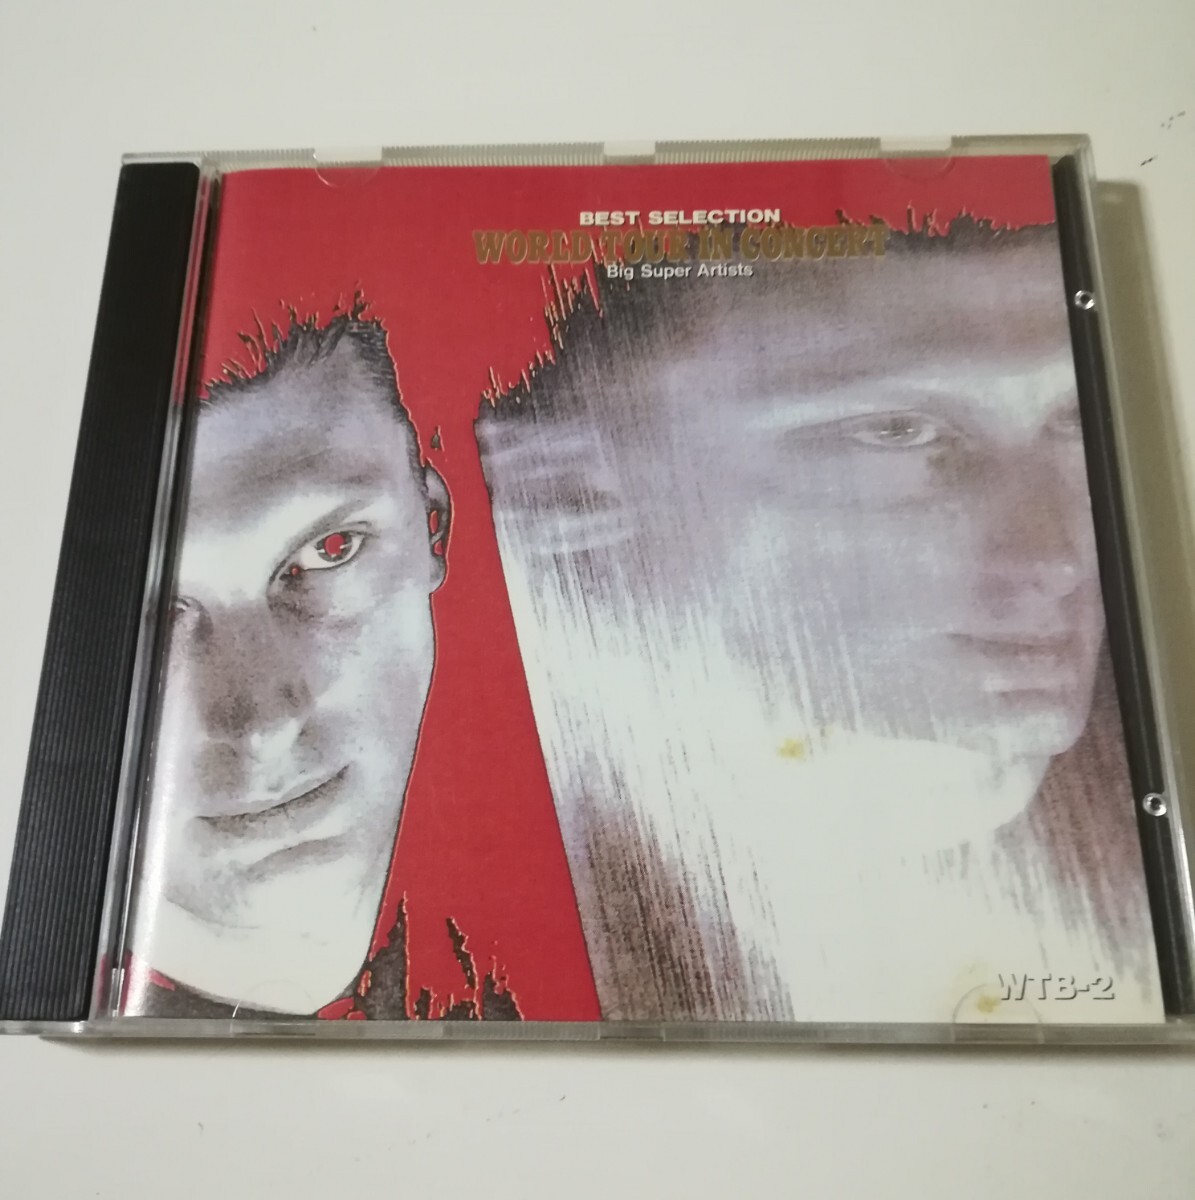 BEST SELECTION
WORLD TOUR IN CONCERT
Big Super Artists
WTB-2